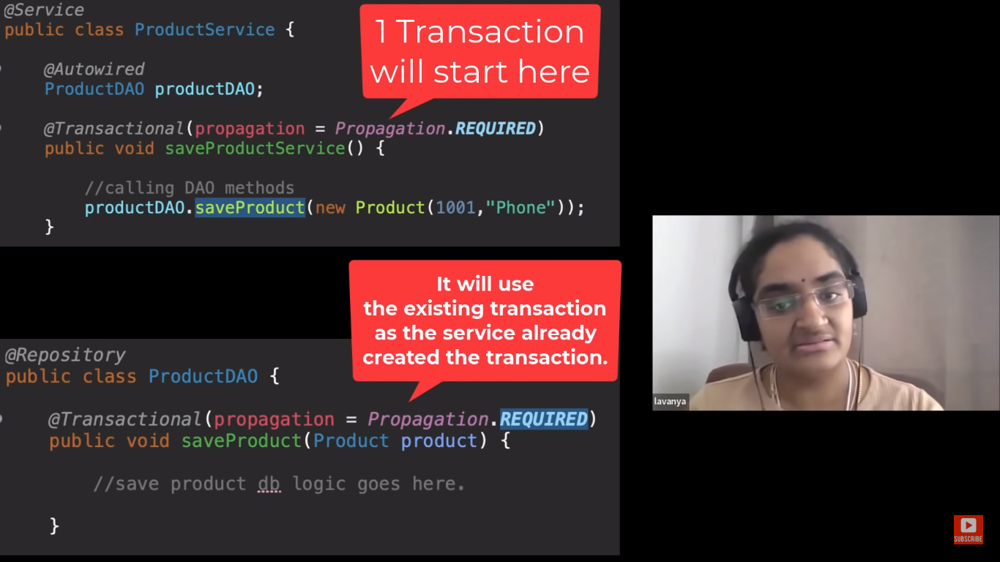 @Service
public class ProductService {
@Autowired
ProductDAO productDAO;
@Transactional(propagation = Propagation.REQUIRED)
public void saveProductService() {
//calling DAO methods
productDAO.saveProduct(new Product(1001,"Phone"));
}
1 Transaction
will start here
It will use
the existing transaction
as the service already
created the transaction.
@Repository
public class ProductDAO {
@Transactional(propagation = Propagation.REQUIRED)
public void saveProduct(Product product) {
//save product db logic goes here.
}
lavanya
SUBSCRIBE